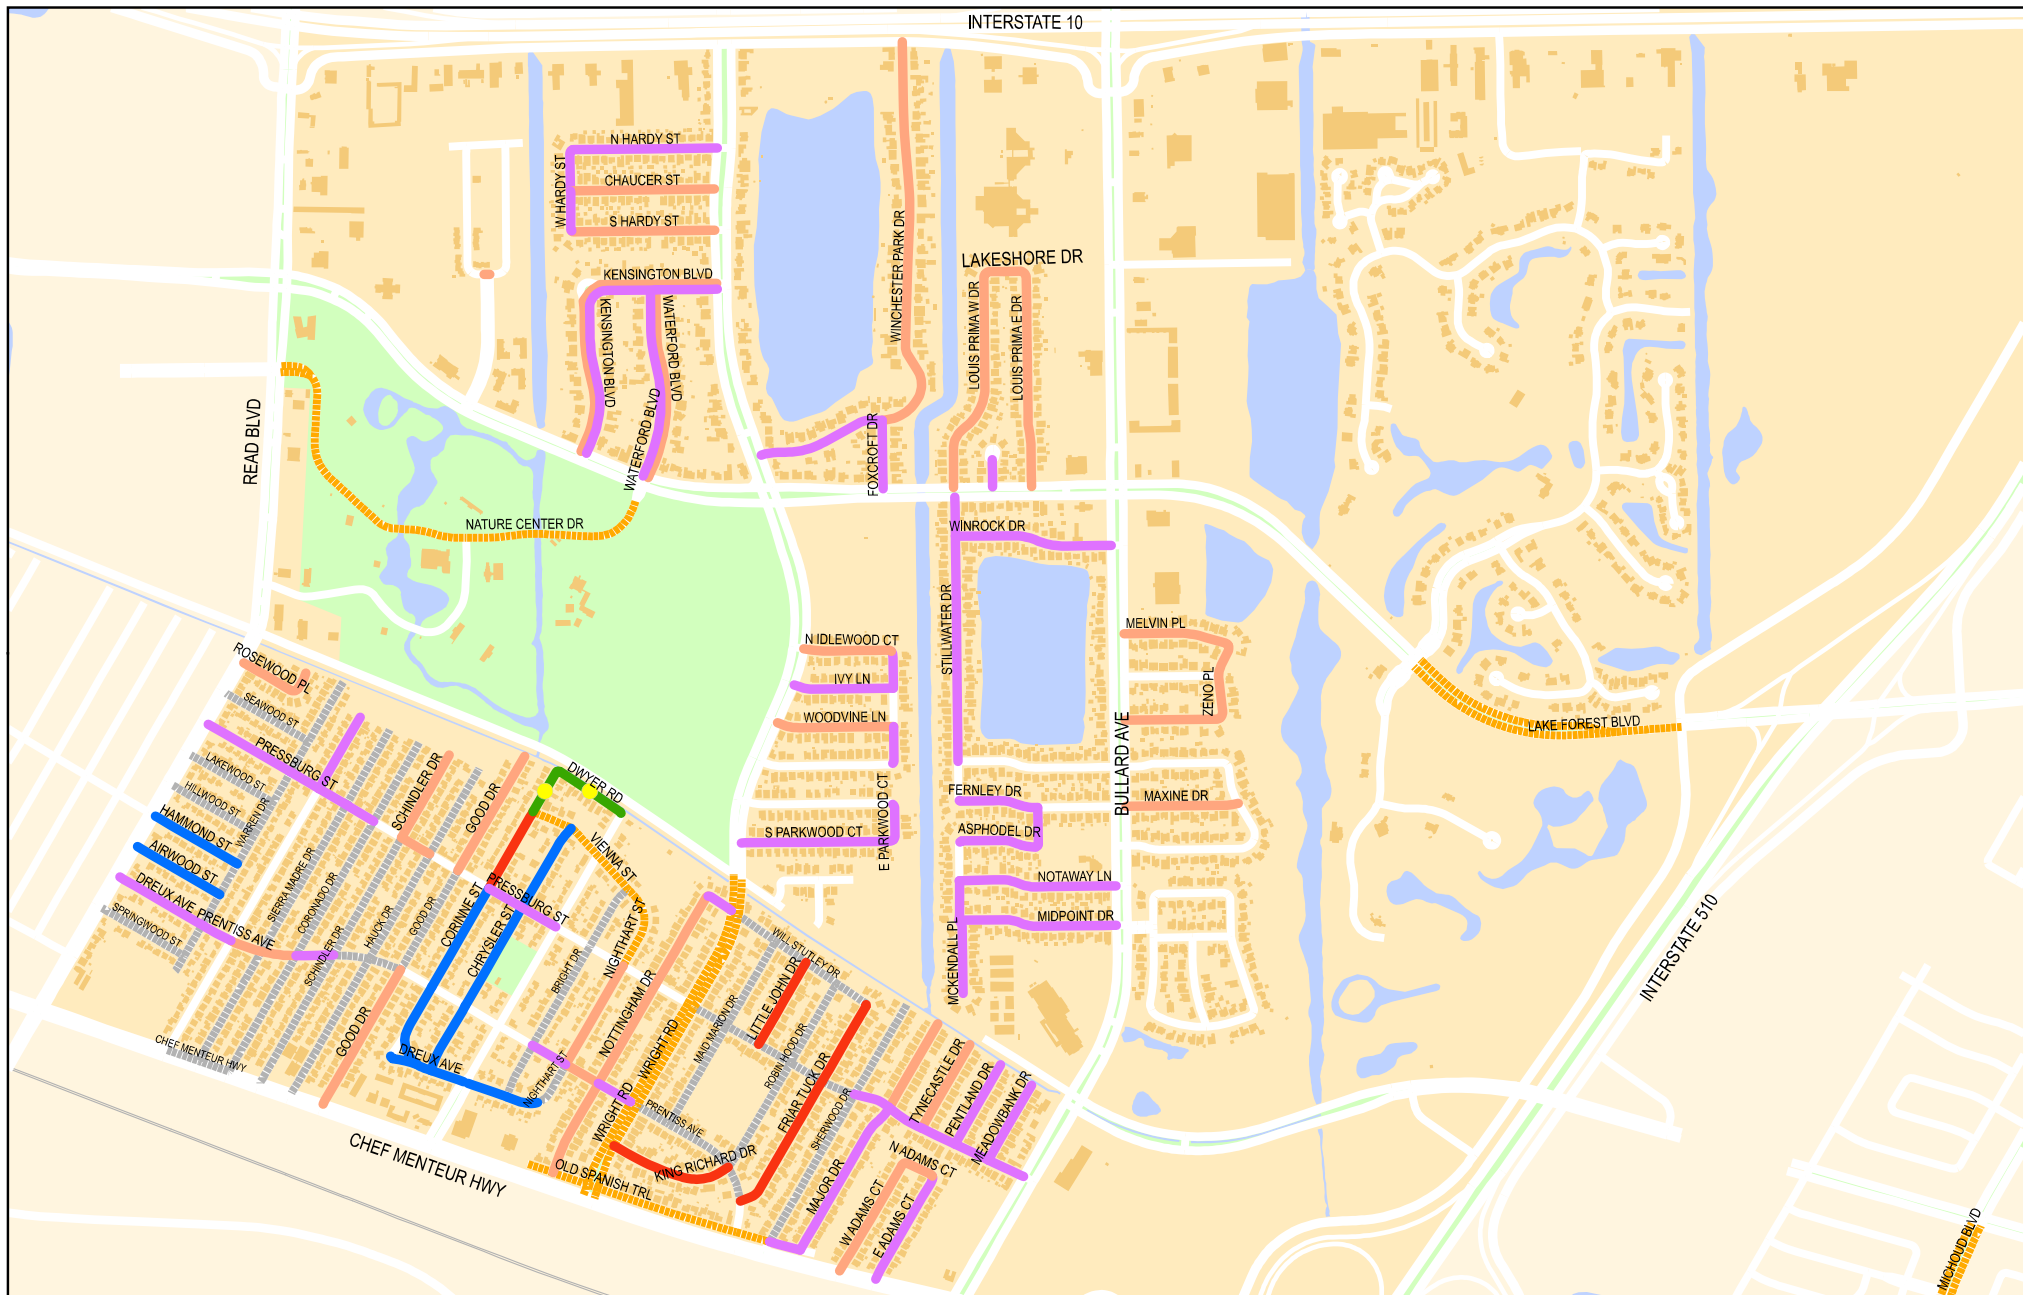 INTERSTATE 10
N HARDY ST
W HARDY ST
CHAUCER ST
S HARDY ST
WINCHESTER PARK DR
LAKESHORE DR
KENSINGTON BLVD
KENSINGTON BLVD
WATERFORD BLVD
WATERFORD BLVD
LOUIS PRIMA W DR
LOUIS PRIMA E DR
READ BLVD
FOXCROFT DR
NATURE CENTER DR
WINROCK DR
STILLWATER DR
N IDLEWOOD CT
IVY LN
WOODVINE LN
MELVIN PL
ZENO PL
BULLARD AVE
LAKE FOREST BLVD
ROSEWOOD PL
SEAWOOD ST
PRESSBURG ST
LAKEWOOD ST
HILLWOOD ST
HAMMOND ST
WARREN DR
AIRWOOD ST
DREUX AVE
PRENTISS AVE
SPRINGWOOD ST
SIERRA MADRE DR
CORONADO DR
SCHINDLER DR
SCHINDLER DR
HAUCK DR
GOOD DR
GOOD DR
GOOD DR
DWYER RD
VIENNA ST
CORINNE ST
PRESSBURG ST
CHRYSLER ST
BRIGHT DR
NIGHTHART ST
NIGHTHART ST
NOTTINGHAM DR
DREUX AVE
CHEF MENTEUR HWY
CHEF MENTEUR HWY
WRIGHT RD
WRIGHT RD
OLD SPANISH TRL
MAID MARION DR
WILL STUTLEY DR
LITTLE JOHN DR
ROBIN HOOD DR
FRIAR TUCK DR
PRENTISS AVE
KING RICHARD DR
SHERWOOD DR
MAJOR DR
W ADAMS CT
N ADAMS CT
E ADAMS CT
TYNECASTLE DR
PENTLAND DR
MEADOWBANK DR
S PARKWOOD CT
E PARKWOOD CT
FERNLEY DR
ASPHODEL DR
MAXINE DR
NOTAWAY LN
MIDPOINT DR
MCKENDALL PL
INTERSTATE 510
MICHOUD BLVD